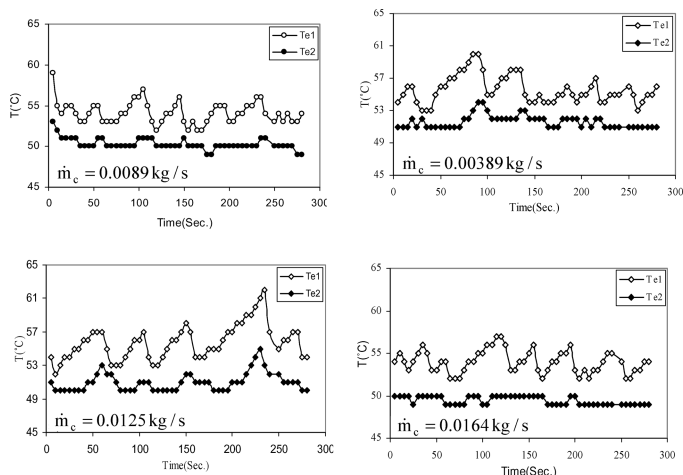 65
60
55
50
45
T(˚C)
0 50 100 150 200 250 300
Time(Sec.)
Te1
Te2
ṁc = 0.0089 kg / s
65
61
57
53
49
45
T(˚C)
0 50 100 150 200 250 300
Time(Sec.)
Te1
Te2
ṁc = 0.00389 kg / s
65
61
57
53
49
45
T(˚C)
0 50 100 150 200 250 300
Time(Sec.)
Te1
Te2
ṁc = 0.0125 kg / s
65
60
55
50
45
T(˚C)
0 50 100 150 200 250 300
Time(Sec.)
Te1
Te2
ṁc = 0.0164 kg / s